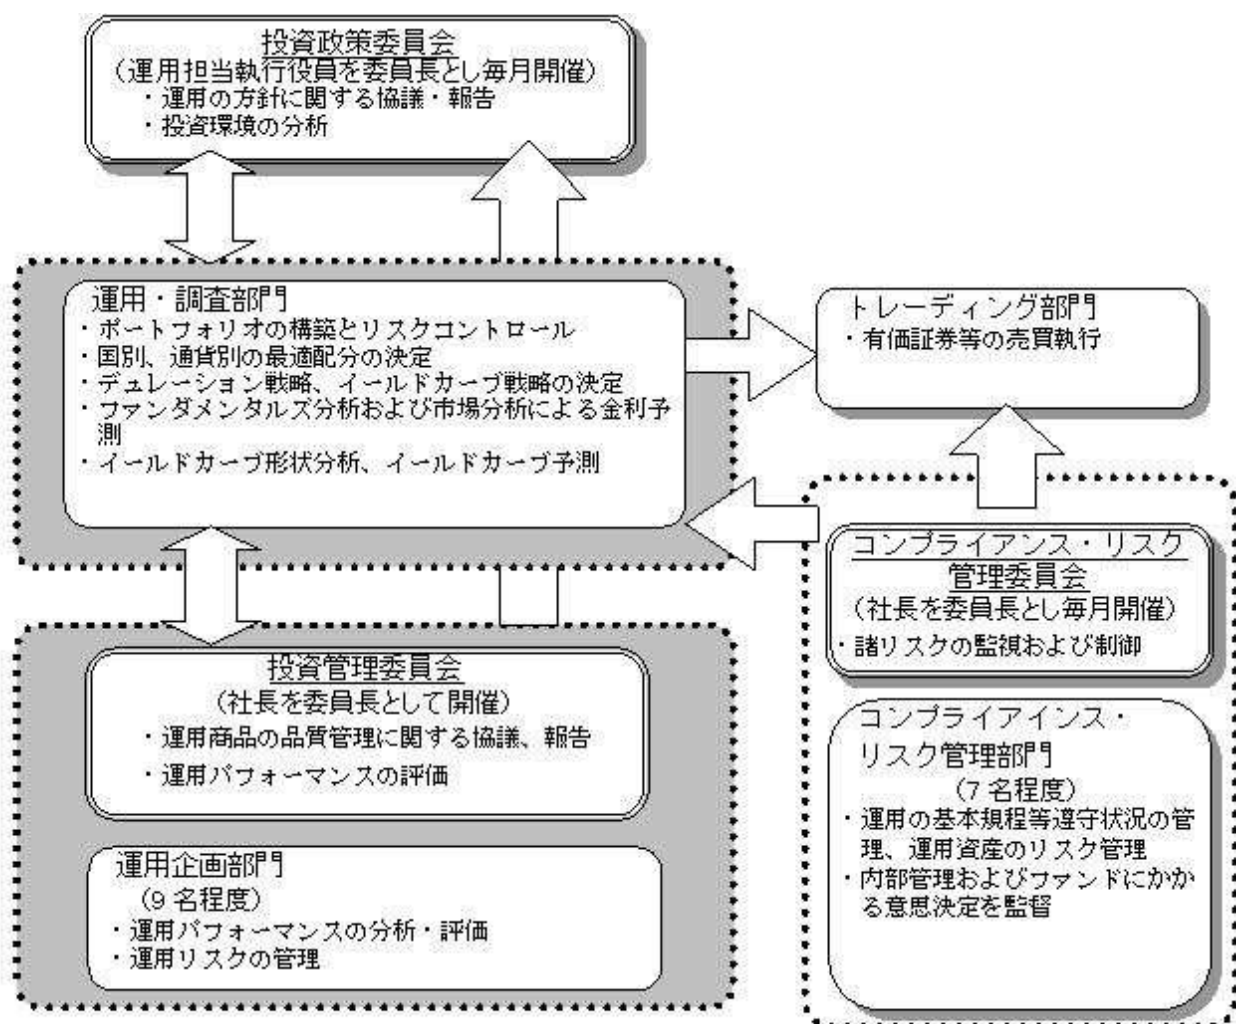 投資政策委員会
（運用担当執行役員を委員長とし毎月開催）
・運用の方針に関する協議・報告
・投資環境の分析
運用・調査部門
・ポートフォリオの構築とリスクコントロール
・国別、通貨別の最適配分の決定
・デュレーション戦略、イールドカーブ戦略の決定
・ファンダメンタルズ分析および市場分析による金利予
測
・イールドカーブ形状分析、イールドカーブ予測
トレーディング部門
・有価証券等の売買執行
投資管理委員会
（社長を委員長として開催）
・運用商品の品質管理に関する協議、報告
・運用パフォーマンスの評価
運用企画部門
（9 名程度）
・運用パフォーマンスの分析・評価
・運用リスクの管理
コンプライアンス・リスク
管理委員会
（社長を委員長とし毎月開催）
・諸リスクの監視および制御
コンプライアインス・
リスク管理部門
（7 名程度）
・運用の基本規程等遵守状況の管
理、運用資産のリスク管理
・内部管理およびファンドにかか
る意思決定を監督